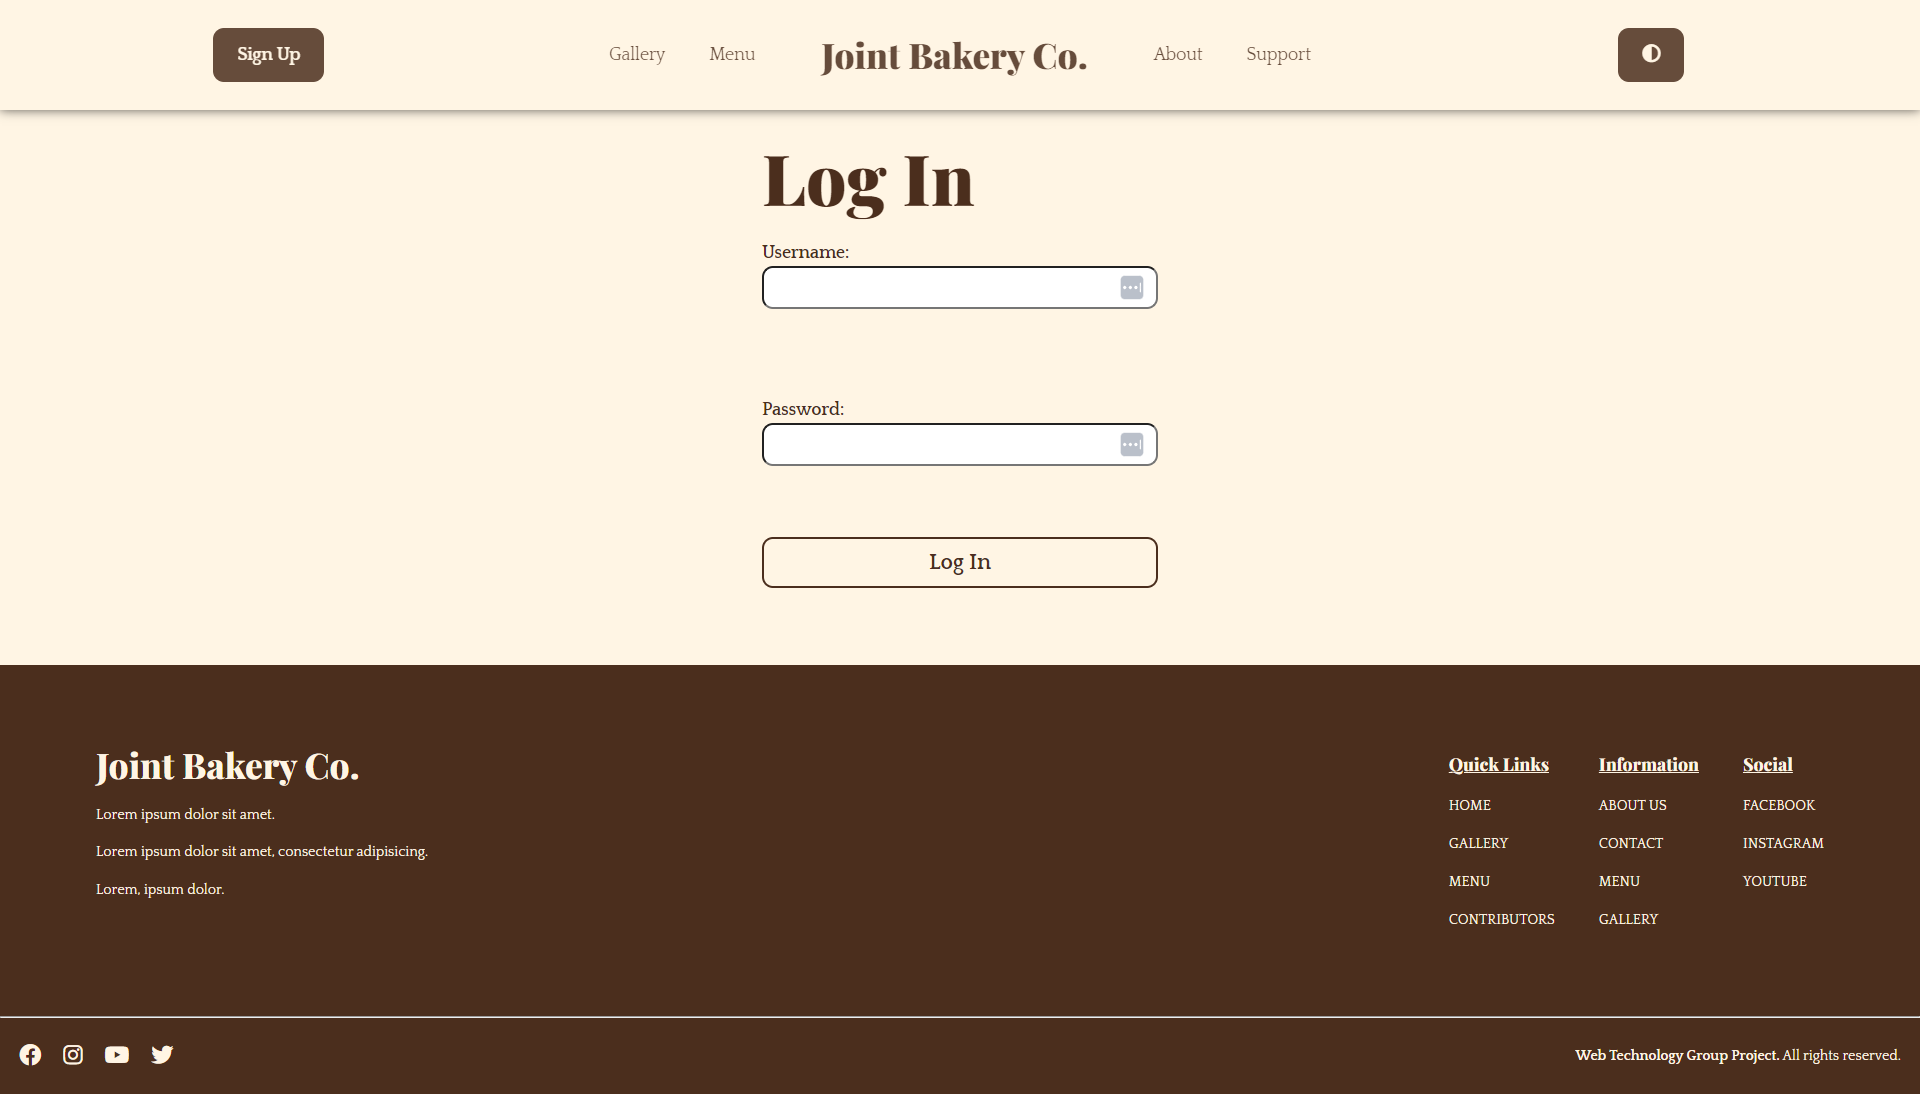 Sign Up
Gallery
Menu
Joint Bakery Co.
About
Support
Log In
Username:
Password:
Log In
Joint Bakery Co.
Lorem ipsum dolor sit amet.
Lorem ipsum dolor sit amet, consectetur adipisicing.
Lorem, ipsum dolor.
Quick Links
HOME
GALLERY
MENU
CONTRIBUTORS
Information
ABOUT US
CONTACT
MENU
GALLERY
Social
FACEBOOK
INSTAGRAM
YOUTUBE
Web Technology Group Project. All rights reserved.